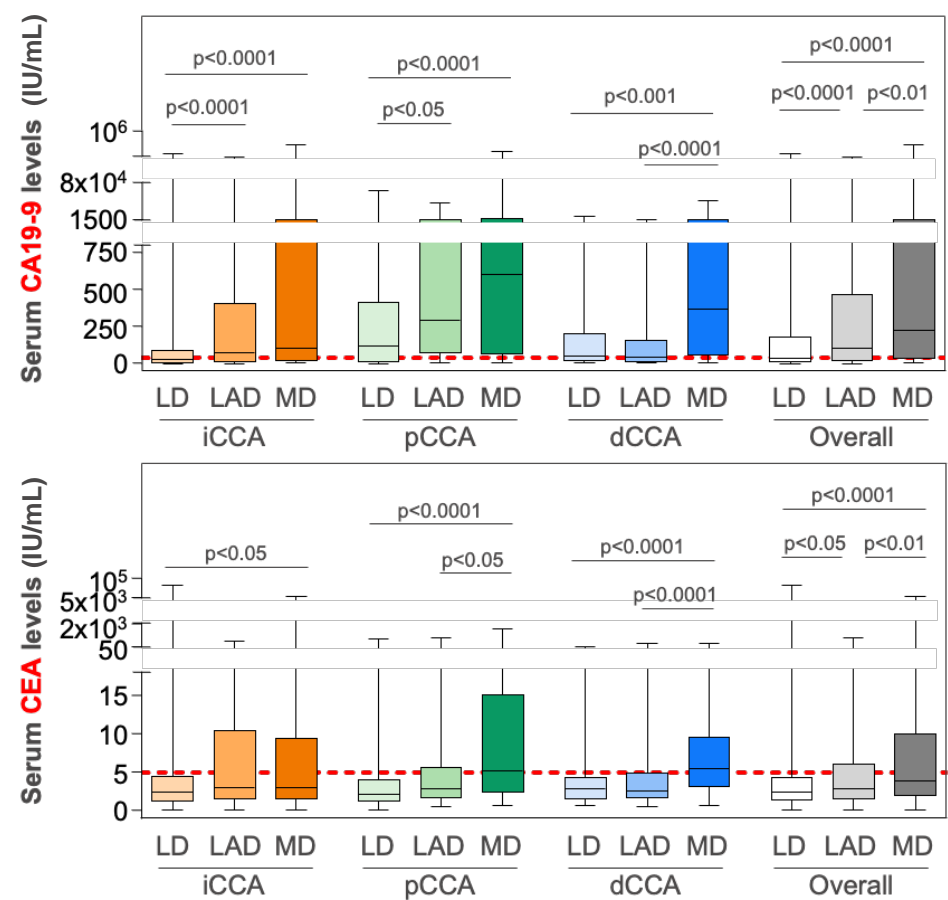 Serum CA19-9 levels (IU/mL)
p<0.0001
p<0.0001
p<0.0001
p<0.05
p<0.001
p<0.0001
p<0.0001
p<0.0001
p<0.01
10⁶
8x10⁴
1500
750
500
250
0
LD LAD MD LD LAD MD LD LAD MD LD LAD MD
iCCA pCCA dCCA Overall
Serum CEA levels (IU/mL)
p<0.05
p<0.0001
p<0.05
p<0.0001
p<0.0001
p<0.0001
p<0.05
p<0.01
10⁵
5x10³
2x10³
50
15
10
5
0
LD LAD MD LD LAD MD LD LAD MD LD LAD MD
iCCA pCCA dCCA Overall